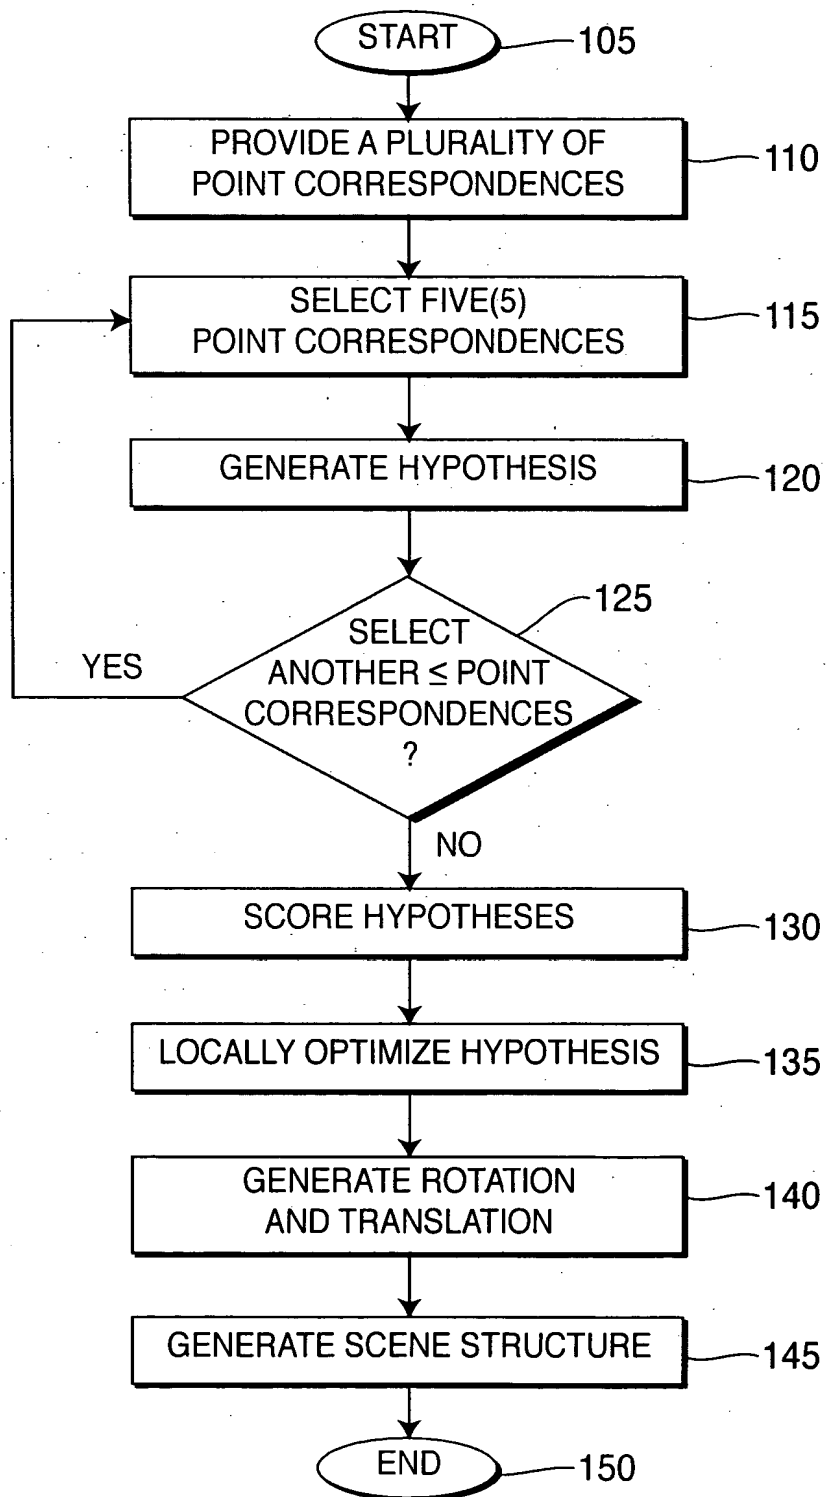 START
105
PROVIDE A PLURALITY OF
POINT CORRESPONDENCES
110
SELECT FIVE(5)
POINT CORRESPONDENCES
115
GENERATE HYPOTHESIS
120
125
SELECT
ANOTHER ≤ POINT
CORRESPONDENCES
?
YES
NO
SCORE HYPOTHESES
130
LOCALLY OPTIMIZE HYPOTHESIS
135
GENERATE ROTATION
AND TRANSLATION
140
GENERATE SCENE STRUCTURE
145
END
150